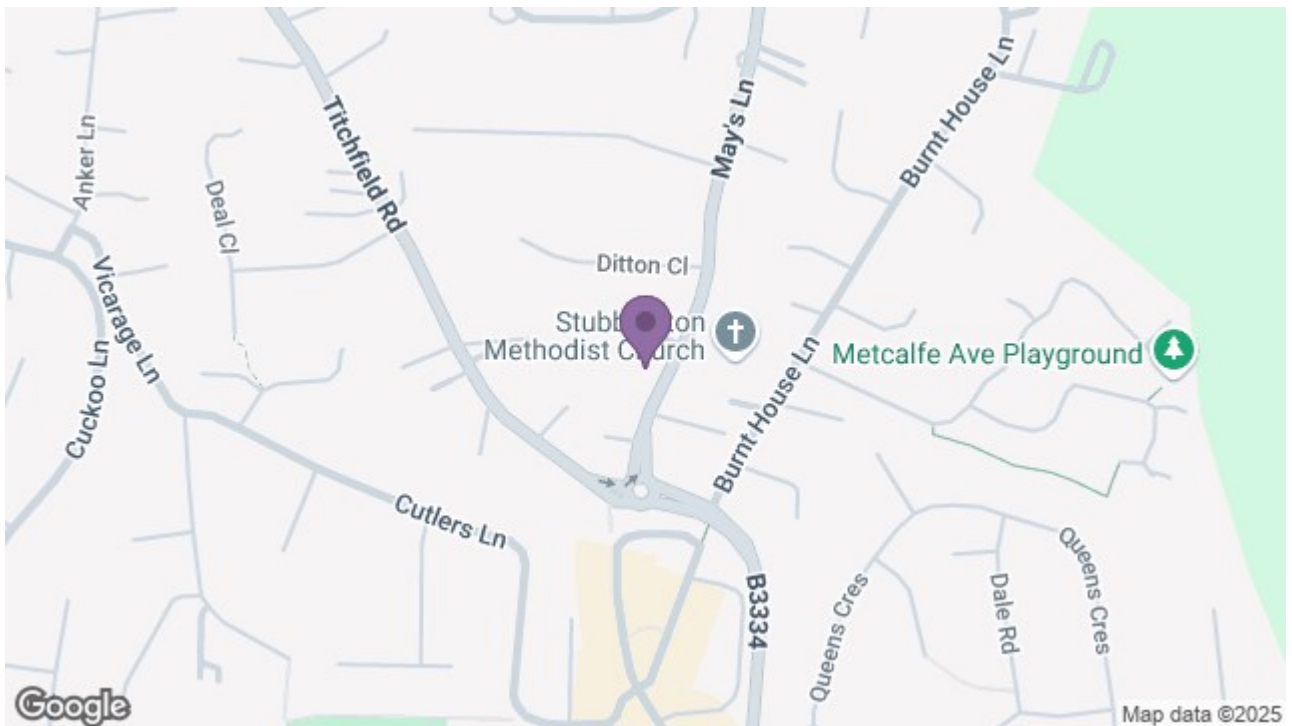 Anker Ln
Titchfield Rd
May's Ln
Burnt House Ln
Deal Cl
Ditton Cl
Vicarage Ln
Cuckoo Ln
Stubb ton
Methodist Church
Metcalfe Ave Playground
Burnt House Ln
Cutlers Ln
B3334
Queens Cres
Dale Rd
Queens Cres
Google
Map data ©2025